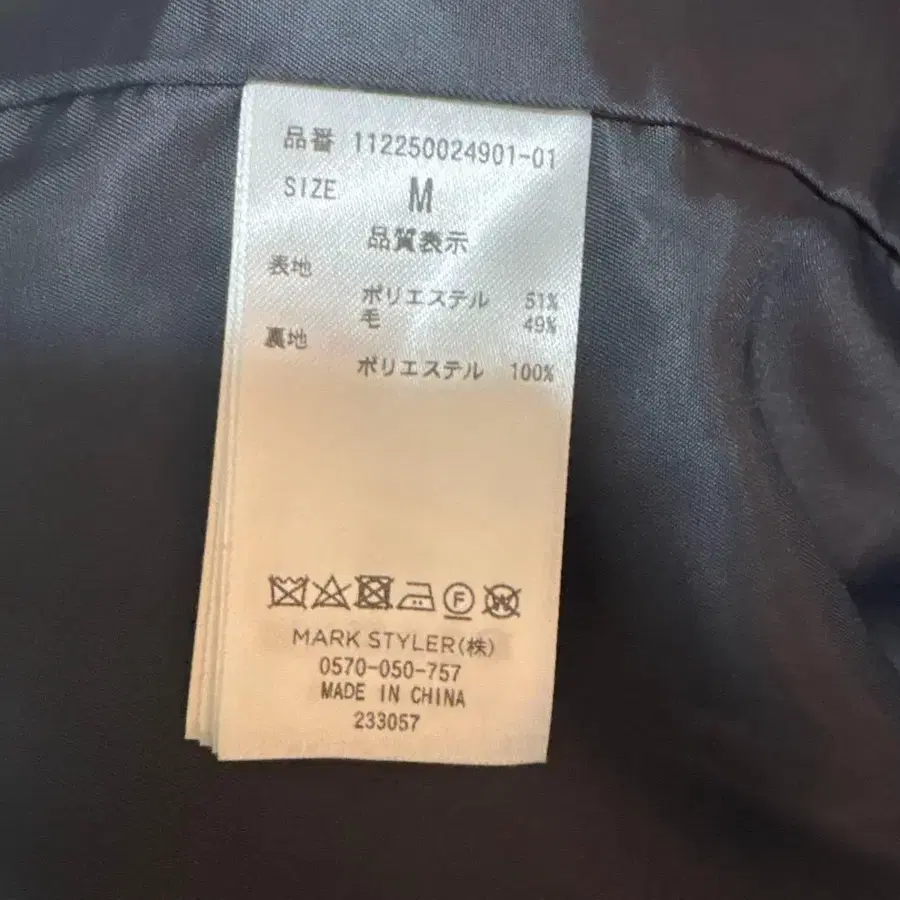 品番 112250024901-01
SIZE M
品質表示
表地
ポリエステル 51%
毛 49%
裏地
ポリエステル 100%
F W
MARK STYLER(株)
0570-050-757
MADE IN CHINA
233057